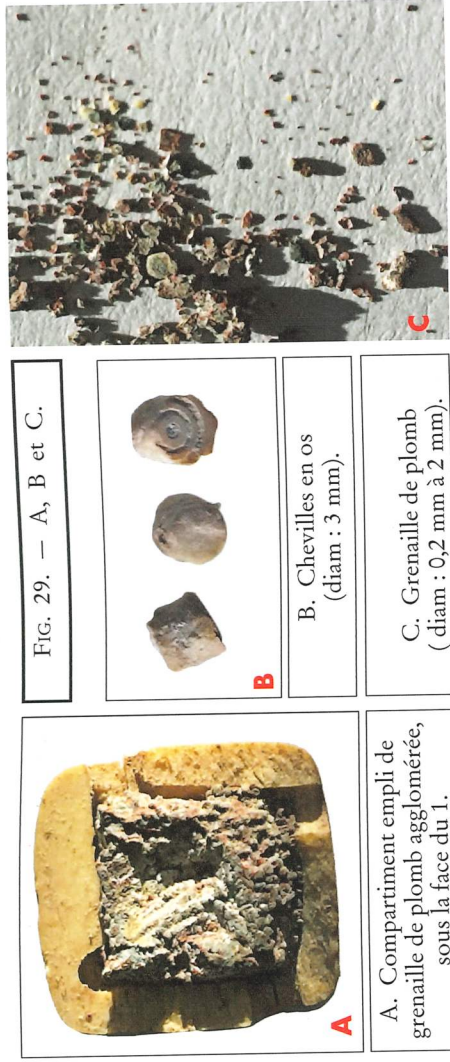 FIG. 29. — A, B et C.
A
A. Compartiment empli de
grenaille de plomb agglomérée,
sous la face du 1.
B
B. Chevilles en os
(diam : 3 mm).
C
C. Grenaille de plomb
( diam : 0,2 mm à 2 mm).